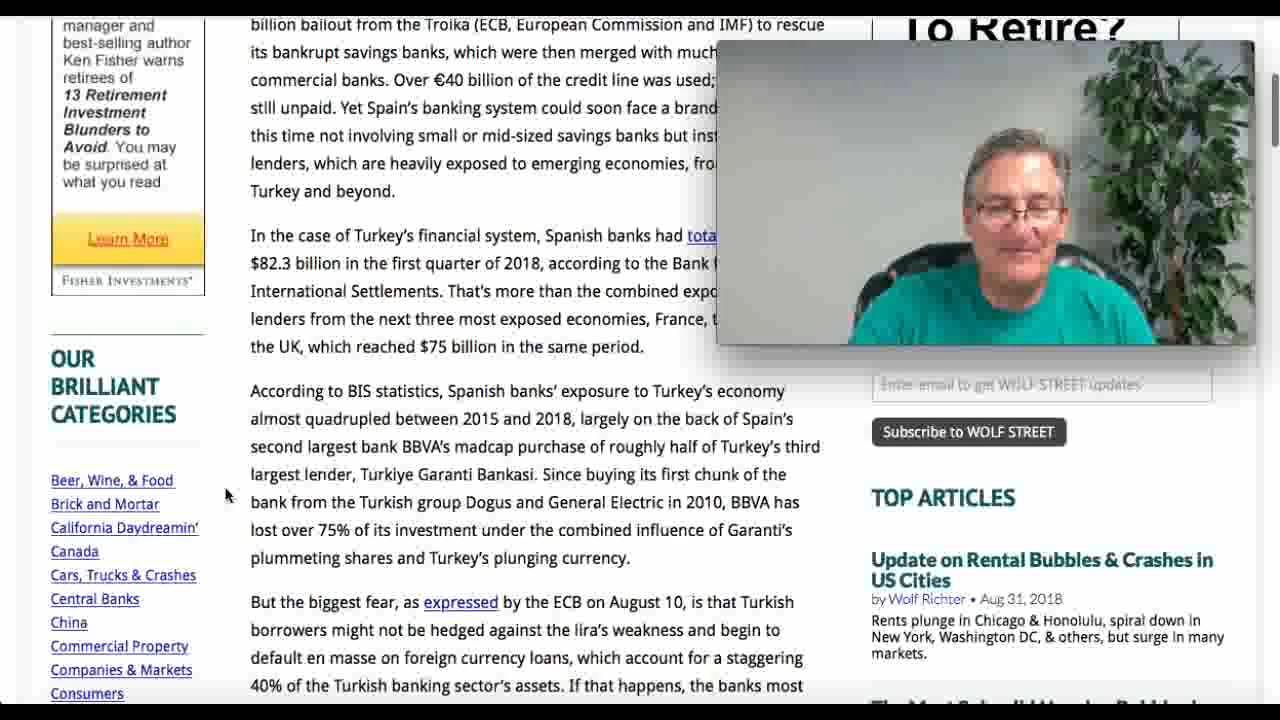 manager and
best-selling author
Ken Fisher warns
retirees of
13 Retirement
Investment
Blunders to
Avoid. You may
be surprised at
what you read
Learn More
FISHER INVESTMENTS
OUR
BRILLIANT
CATEGORIES
Beer, Wine, & Food
Brick and Mortar
California Daydreamin'
Canada
Cars, Trucks & Crashes
Central Banks
China
Commercial Property
Companies & Markets
Consumers
billion bailout from the Troika (ECB, European Commission and IMF) to rescue
its bankrupt savings banks, which were then merged with much
commercial banks. Over €40 billion of the credit line was used;
still unpaid. Yet Spain's banking system could soon face a brand
this time not involving small or mid-sized savings banks but
lenders, which are heavily exposed to emerging economies,
Turkey and beyond.
In the case of Turkey's financial system, Spanish banks had
$82.3 billion in the first quarter of 2018, according to the Bank
International Settlements. That's more than the combined
lenders from the next three most exposed economies, France,
the UK, which reached $75 billion in the same period.
According to BIS statistics, Spanish banks' exposure to Turkey's economy
almost quadrupled between 2015 and 2018, largely on the back of Spain's
second largest bank BBVA's madcap purchase of roughly half of Turkey's third
largest lender, Turkiye Garanti Bankasi. Since buying its first chunk of the
bank from the Turkish group Dogus and General Electric in 2010, BBVA has
lost over 75% of its investment under the combined influence of Garanti's
plummeting shares and Turkey's plunging currency.
But the biggest fear, as expressed by the ECB on August 10, is that Turkish
borrowers might not be hedged against the lira's weakness and begin to
default en masse on foreign currency loans, which account for a staggering
40% of the Turkish banking sector's assets. If that happens, the banks most
To Retire?
Enter email to get WOLF STREET updates
Subscribe to WOLF STREET
TOP ARTICLES
Update on Rental Bubbles & Crashes in
US Cities
by Wolf Richter • Aug 31, 2018
Rents plunge in Chicago & Honolulu, spiral down in
New York, Washington DC, & others, but surge in many
markets.